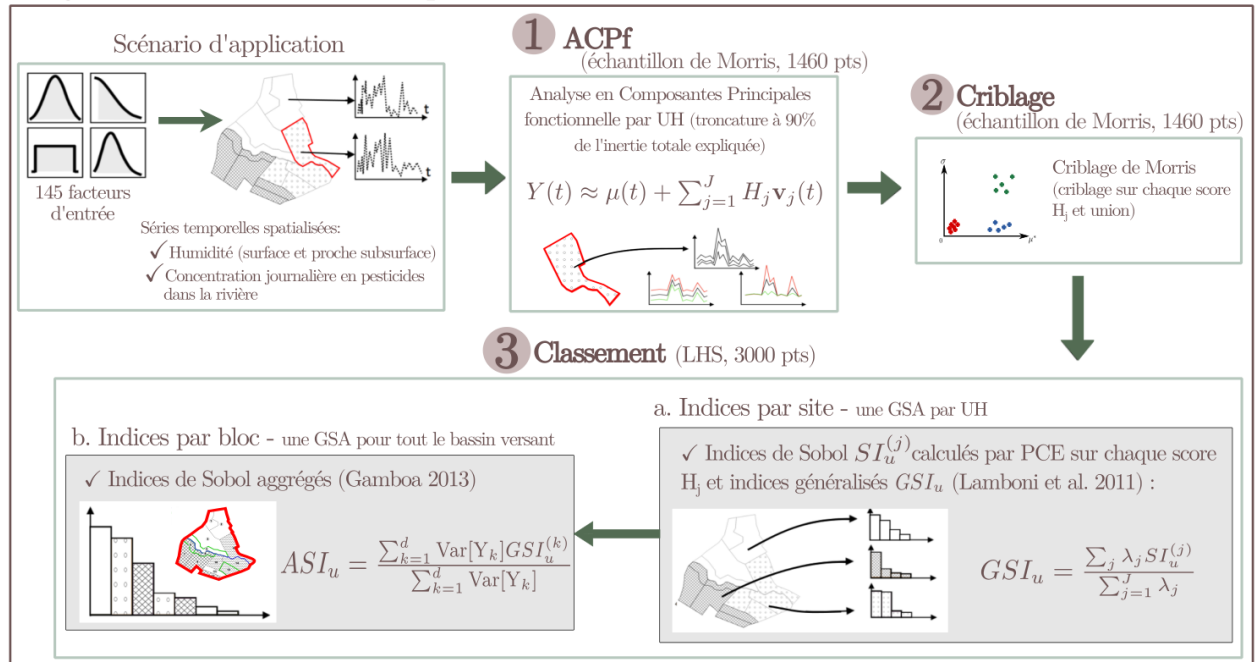 Scénario d'application
145 facteurs
d'entrée
t
t
Séries temporelles spatialisées:
✓ Humidité (surface et proche subsurface)
✓ Concentration journalière en pesticides
dans la rivière
1 ACPf
(échantillon de Morris, 1460 pts)
Analyse en Composantes Principales
fonctionnelle par UH (troncature à 90%
de l'inertie totale expliquée)
Y(t) ≈ μ(t) + ∑_{j=1}^{J} H_j v_j(t)
2 Criblage
(échantillon de Morris, 1460 pts)
σ
0
μ*
Criblage de Morris
(criblage sur chaque score
H_j et union)
3 Classement (LHS, 3000 pts)
a. Indices par site - une GSA par UH
✓ Indices de Sobol SI_u^{(j)} calculés par PCE sur chaque score
H_j et indices généralisés GSI_u (Lamboni et al. 2011) :
GSI_u = \frac{∑_j λ_j SI_u^{(j)}}{∑_{j=1}^{J} λ_j}
b. Indices par bloc - une GSA pour tout le bassin versant
✓ Indices de Sobol aggrégés (Gamboa 2013)
ASI_u = \frac{∑_{k=1}^{d} Var[Y_k] GSI_u^{(k)}}{∑_{k=1}^{d} Var[Y_k]}